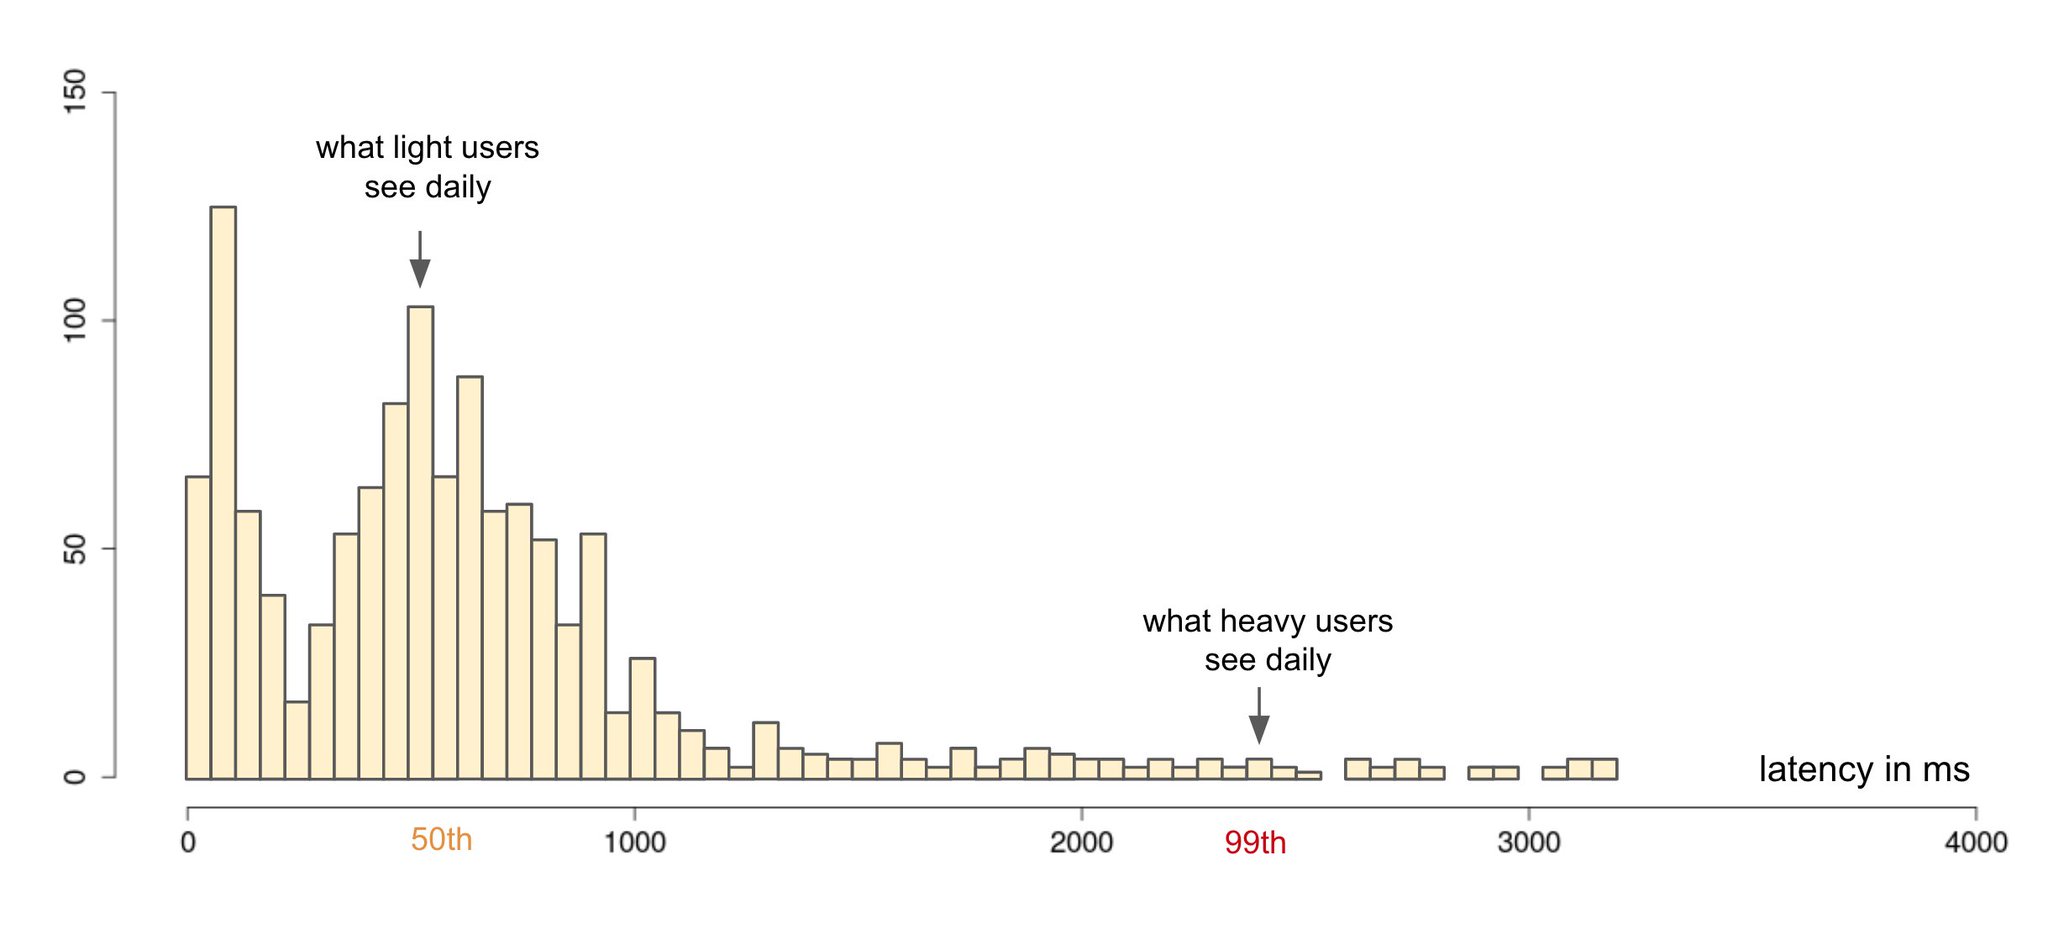 150
what light users
see daily
100
50
what heavy users
see daily
0
latency in ms
0 50th 1000 2000 99th 3000 4000